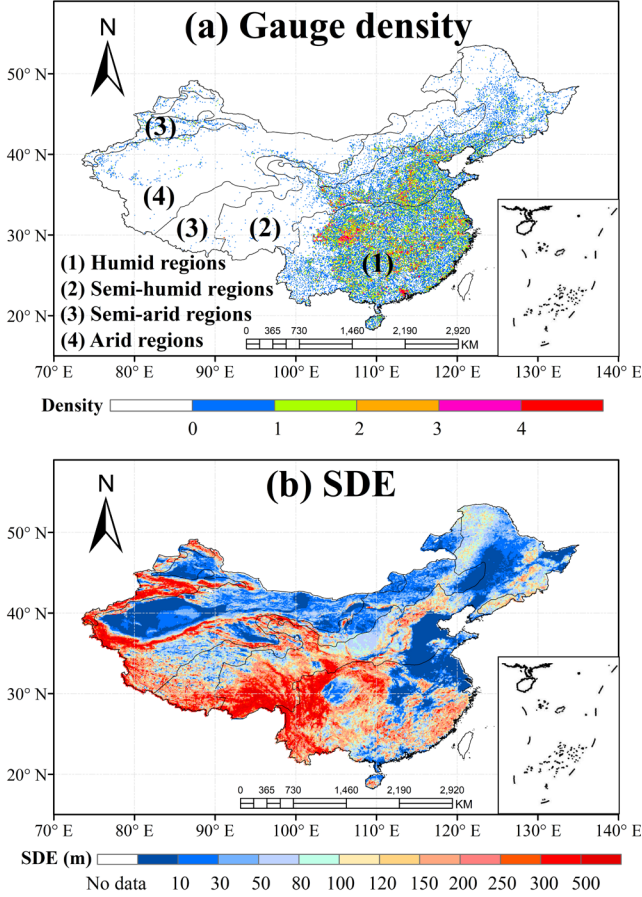 (a) Gauge density
N
50° N
40° N
30° N
20° N
(3)
(4)
(3)
(2)
(1)
(1) Humid regions
(2) Semi-humid regions
(3) Semi-arid regions
(4) Arid regions
0 365 730 1,460 2,190 2,920
KM
70° E 80° E 90° E 100° E 110° E 120° E 130° E 140° E
Density
0 1 2 3 4
(b) SDE
N
50° N
40° N
30° N
20° N
0 365 730 1,460 2,190 2,920
KM
70° E 80° E 90° E 100° E 110° E 120° E 130° E 140° E
SDE (m)
No data 10 30 50 80 100 120 150 200 250 300 500